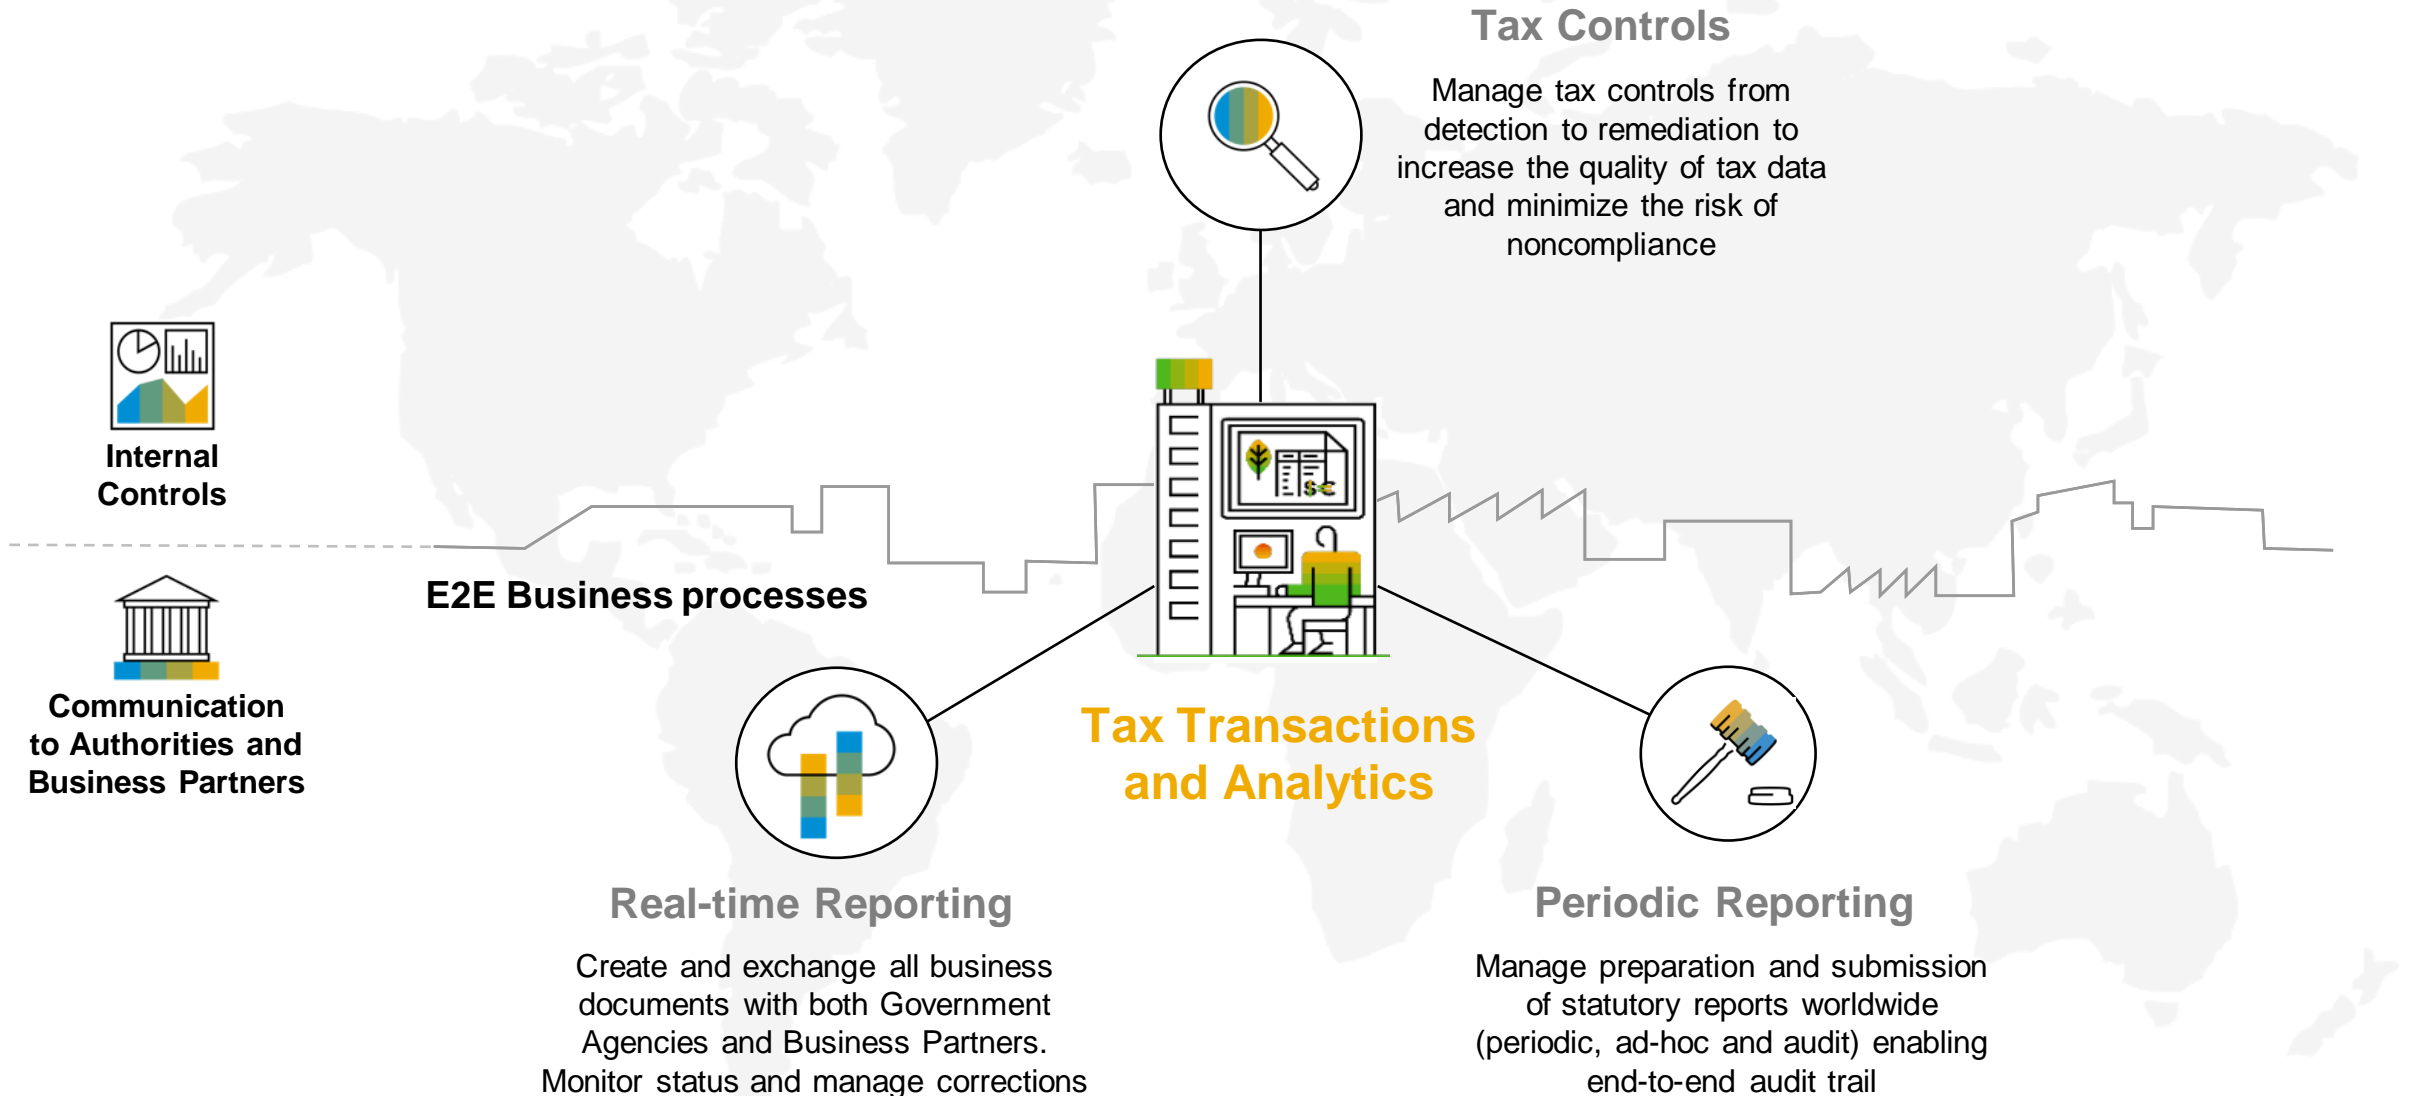 Tax Controls
Manage tax controls from
detection to remediation to
increase the quality of tax data
and minimize the risk of
noncompliance
Internal
Controls
$€
E2E Business processes
Communication
to Authorities and
Business Partners
Tax Transactions
and Analytics
Real-time Reporting
Create and exchange all business
documents with both Government
Agencies and Business Partners.
Monitor status and manage corrections
Periodic Reporting
Manage preparation and submission
of statutory reports worldwide
(periodic, ad-hoc and audit) enabling
end-to-end audit trail